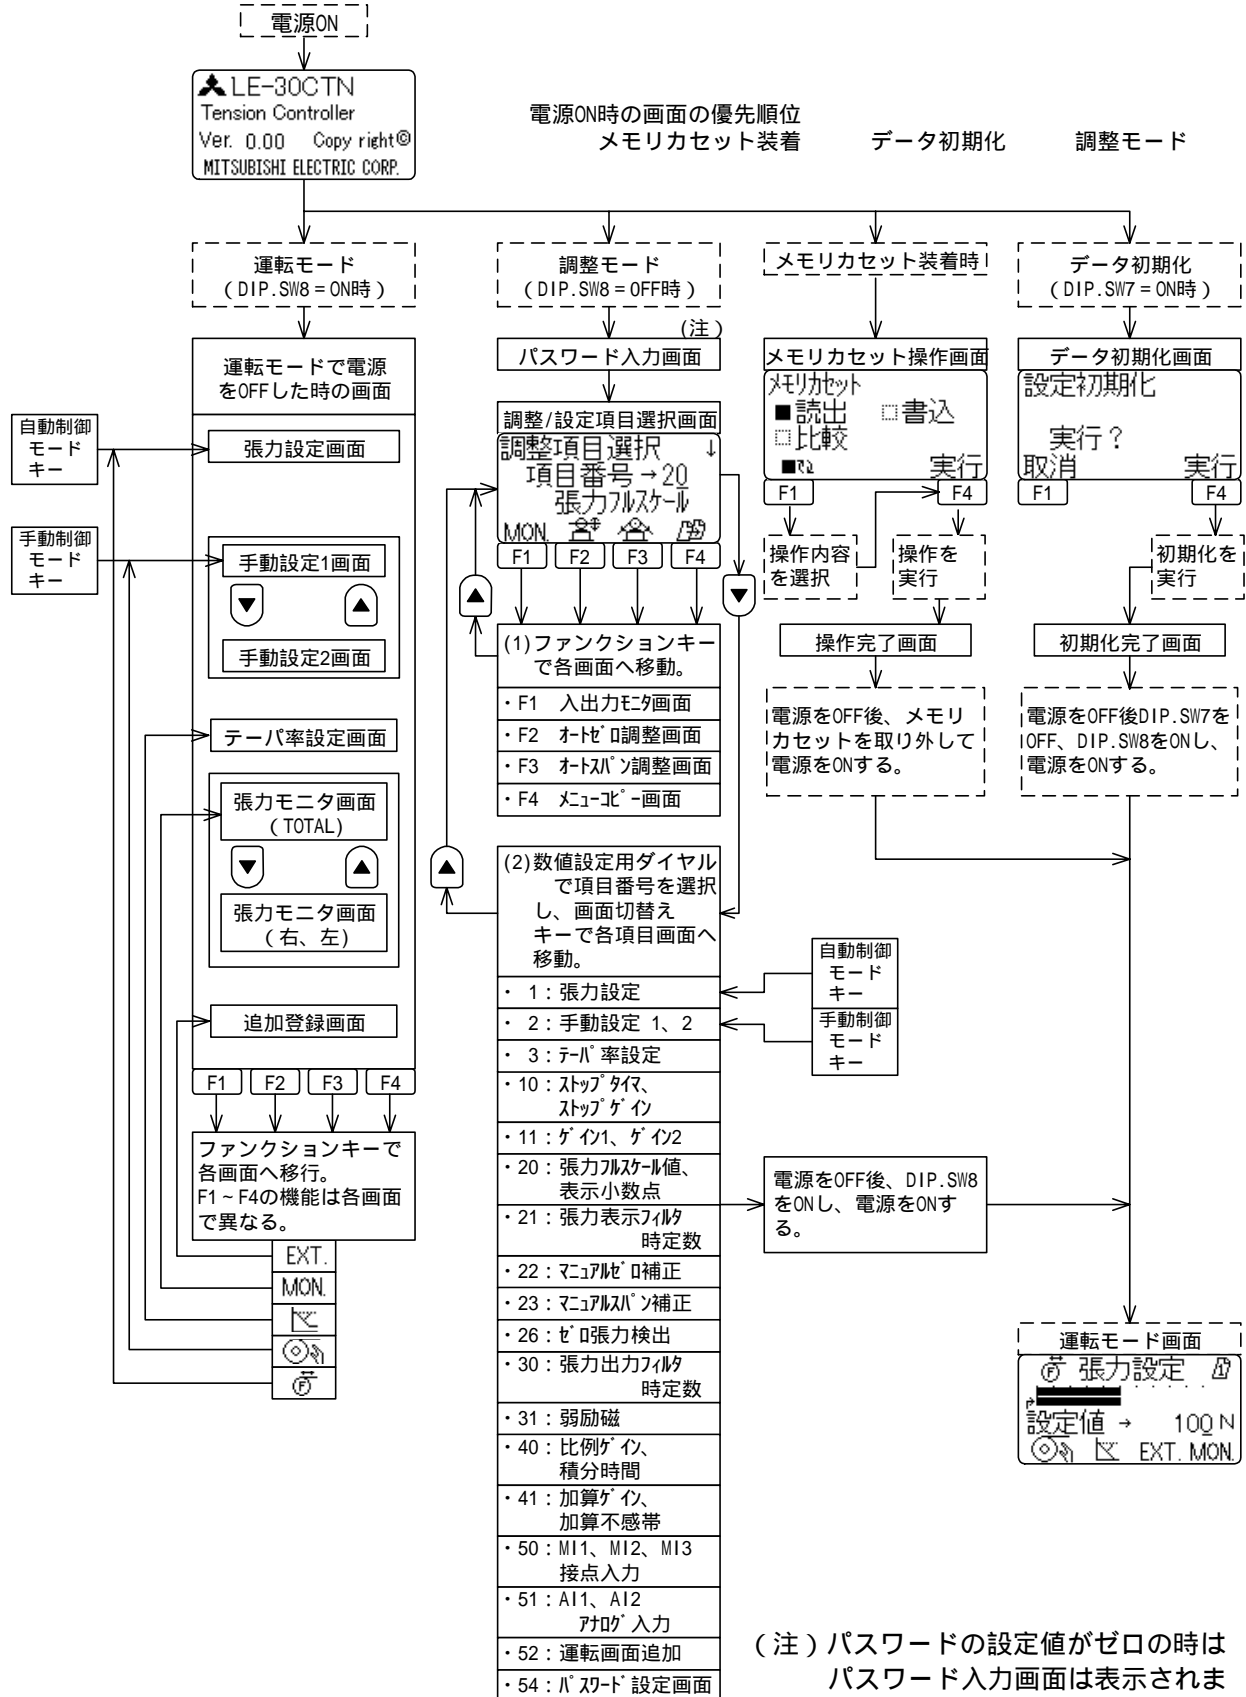 電源ON
LE-30CTN
Tension Controller
Ver. 0.00 Copy right©
MITSUBISHI ELECTRIC CORP.
電源ON時の画面の優先順位
メモリカセット装着 データ初期化 調整モード
運転モード
(DIP.SW8=ON時)
調整モード
(DIP.SW8=OFF時)
メモリカセット装着時
データ初期化
(DIP.SW7=ON時)
運転モードで電源
をOFFした時の画面
自動制御
モード
キー
張力設定画面
手動制御
モード
キー
手動設定1画面
▼ ▲
手動設定2画面
テーパ率設定画面
張力モニタ画面
(TOTAL)
▼ ▲
張力モニタ画面
(右、左)
追加登録画面
F1 F2 F3 F4
ファンクションキーで
各画面へ移行。
F1~F4の機能は各画面
で異なる。
EXT.
MON.
F
(注)
パスワード入力画面
調整/設定項目選択画面
調整項目選択 ↓
項目番号→20
張力フルスケール
MON.
F1 F2 F3 F4
▲ ▼
(1)ファンクションキー
で各画面へ移動。
・F1 入出力モニタ画面
・F2 オートゼロ調整画面
・F3 オートスパン調整画面
・F4 メニューコピー画面
▲
(2)数値設定用ダイヤル
で項目番号を選択
し、画面切替え
キーで各項目画面へ
移動。
・ 1:張力設定
・ 2:手動設定 1、2
・ 3:テーパ率設定
・10:ストップタイマ、
ストップゲイン
・11:ゲイン1、ゲイン2
・20:張力フルスケール値、
表示小数点
・21:張力表示フィルタ
時定数
・22:マニュアルゼロ補正
・23:マニュアルスパン補正
・26:ゼロ張力検出
・30:張力出力フィルタ
時定数
・31:弱励磁
・40:比例ゲイン、
積分時間
・41:加算ゲイン、
加算不感帯
・50:MI1、MI2、MI3
接点入力
・51:AI1、AI2
アナログ入力
・52:運転画面追加
・54:パスワード設定画面
自動制御
モード
キー
手動制御
モード
キー
電源をOFF後、DIP.SW8
をONし、電源をONす
る。
メモリカセット操作画面
メモリカセット
■読出 □書込
□比較
実行
F1 F4
操作内容
を選択
操作を
実行
操作完了画面
電源をOFF後、メモリ
カセットを取り外して
電源をONする。
データ初期化画面
設定初期化
実行?
取消 実行
F1 F4
初期化を
実行
初期化完了画面
電源をOFF後DIP.SW7を
OFF、DIP.SW8をONし、
電源をONする。
運転モード画面
F 張力設定
設定値 → 100 N
EXT. MON.
(注)パスワードの設定値がゼロの時は
パスワード入力画面は表示されま